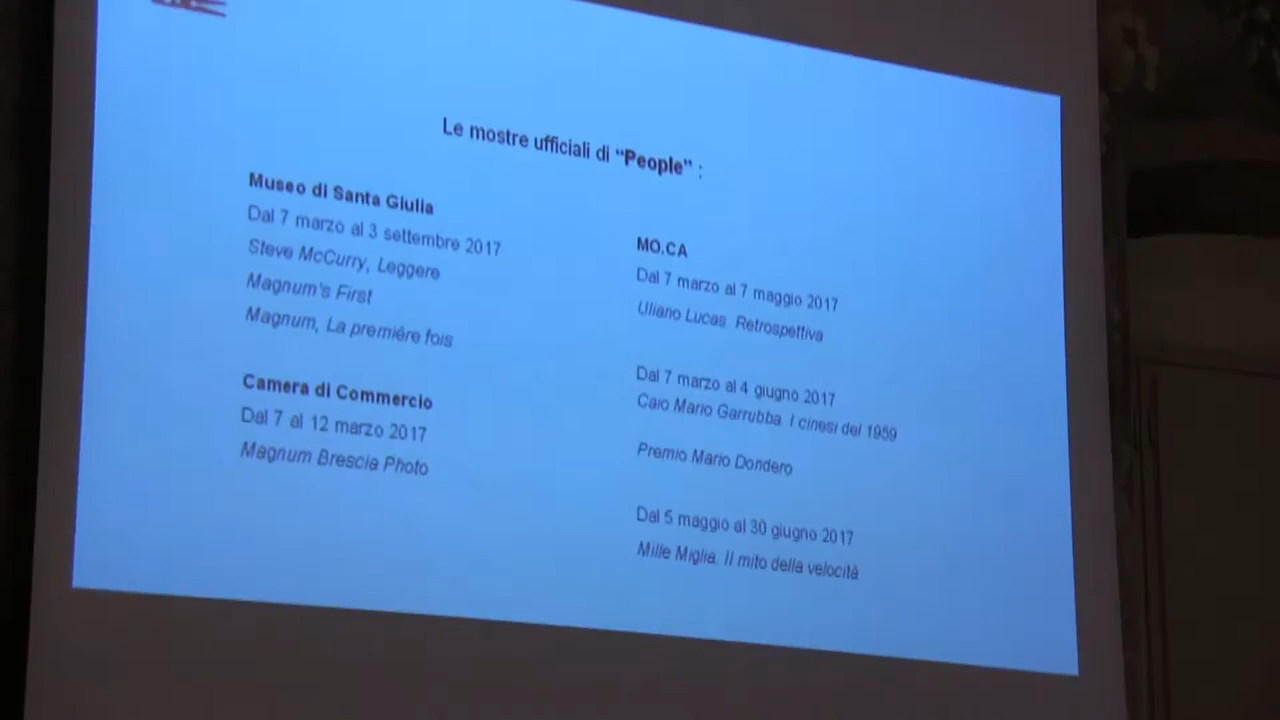 Le mostre ufficiali di “People” :
Museo di Santa Giulia
Dal 7 marzo al 3 settembre 2017
Steve McCurry, Leggere
Magnum's First
Magnum, La première fois
Camera di Commercio
Dal 7 al 12 marzo 2017
Magnum Brescia Photo
MO.CA
Dal 7 marzo al 7 maggio 2017
Uliano Lucas. Retrospettiva
Dal 7 marzo al 4 giugno 2017
Caio Mario Garrubba. I cinesi del 1959
Premio Mario Dondero
Dal 5 maggio al 30 giugno 2017
Mille Miglia. Il mito della velocità